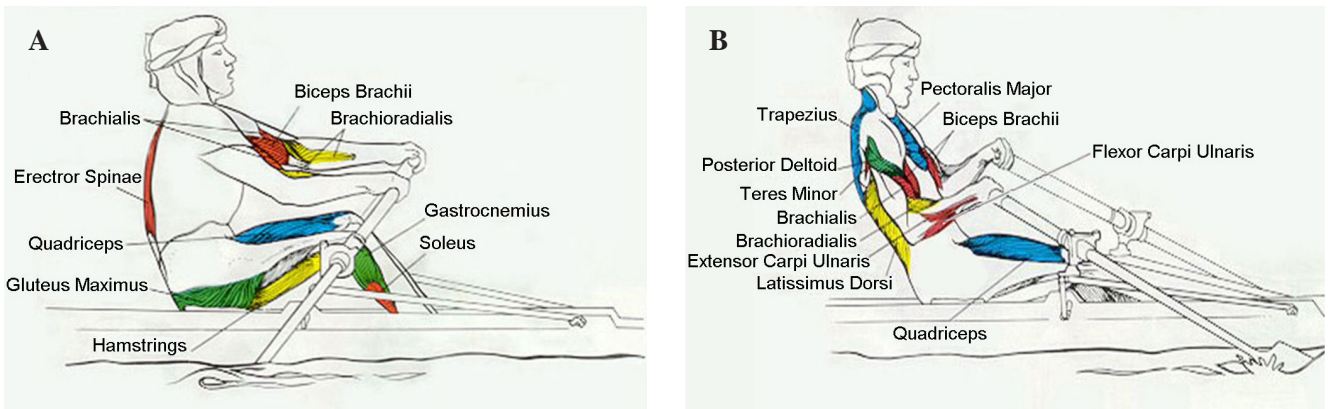 A
Biceps Brachii
Brachialis
Brachioradialis
Erectror Spinae
Gastrocnemius
Quadriceps
Soleus
Gluteus Maximus
Hamstrings
B
Pectoralis Major
Trapezius
Biceps Brachii
Flexor Carpi Ulnaris
Posterior Deltoid
Teres Minor
Brachialis
Brachioradialis
Extensor Carpi Ulnaris
Latissimus Dorsi
Quadriceps